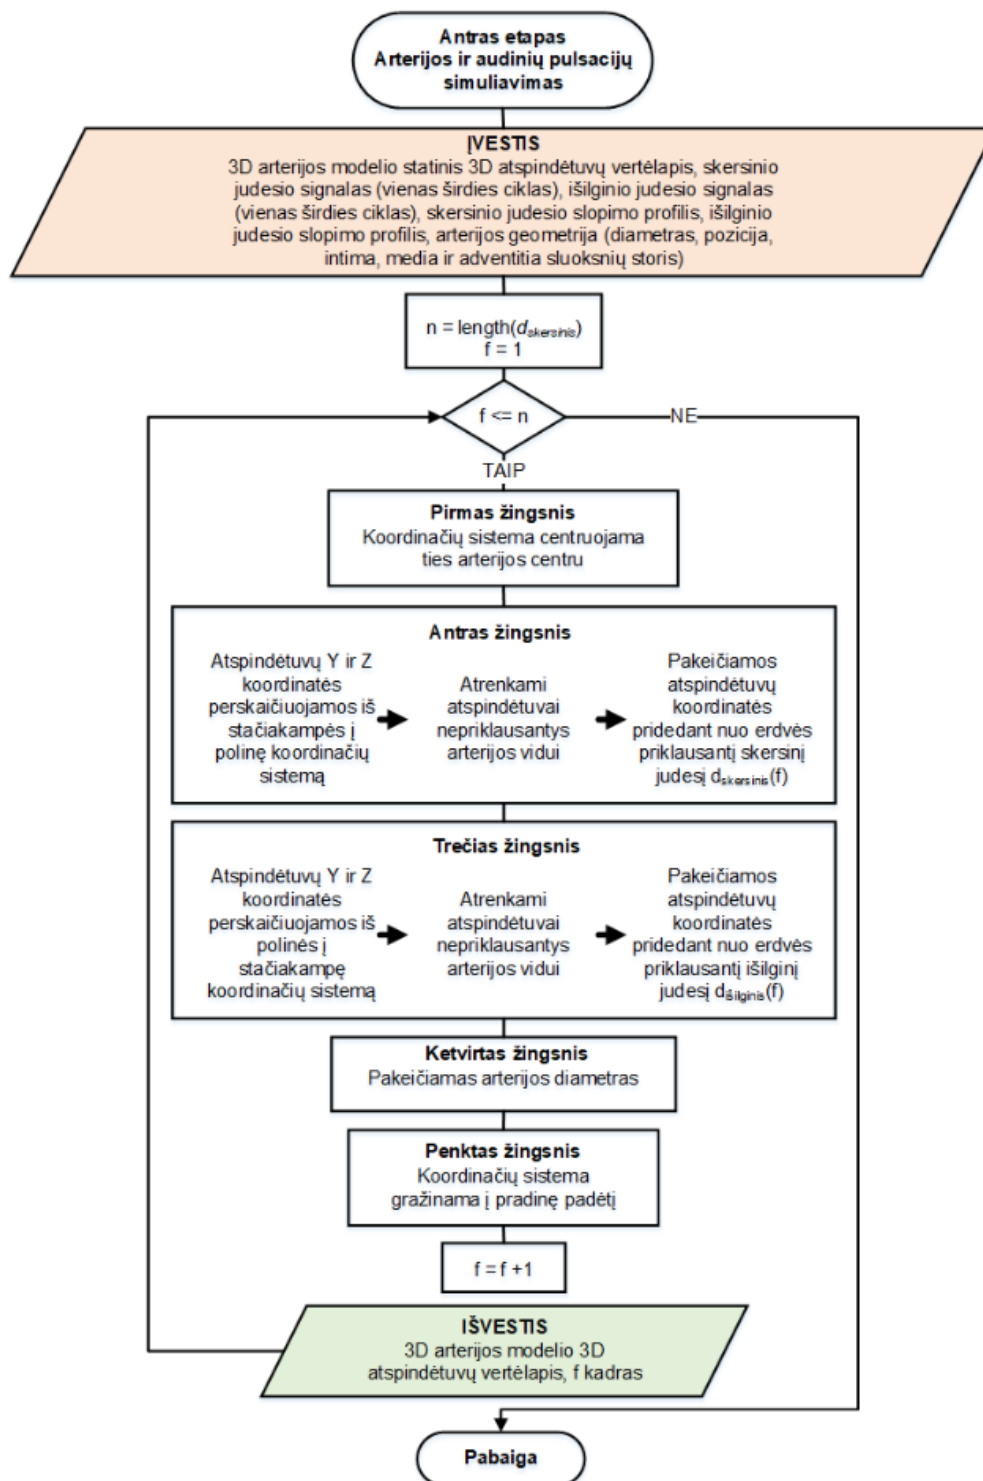 Antras etapas
Arterijos ir audinių pulsacijų
simuliavimas
ĮVESTIS
3D arterijos modelio statinis 3D atspindėtuvų vertėlapis, skersinio
judesio signalas (vienas širdies ciklas), išilginio judesio signalas
(vienas širdies ciklas), skersinio judesio slopimo profilis, išilginio
judesio slopimo profilis, arterijos geometrija (diametras, pozicija,
intima, media ir adventitia sluoksnių storis)
n = length(dskersinis)
f = 1
f <= n
NE
TAIP
Pirmas žingsnis
Koordinačių sistema centruojama
ties arterijos centru
Antras žingsnis
Atspindėtuvų Y ir Z
koordinatės
perskaičiuojamos iš
stačiakampės į
polinę koordinačių
sistemą
Atrenkami
atspindėtuvai
nepriklausantys
arterijos vidui
Pakeičiamos
atspindėtuvų
koordinatės
pridedant nuo erdvės
priklausantį skersinį
judesį dskersinis(f)
Trečias žingsnis
Atspindėtuvų Y ir Z
koordinatės
perskaičiuojamos iš
polinės į
stačiakampę
koordinačių sistemą
Atrenkami
atspindėtuvai
nepriklausantys
arterijos vidui
Pakeičiamos
atspindėtuvų
koordinatės
pridedant nuo erdvės
priklausantį išilginį
judesį dišilginis(f)
Ketvirtas žingsnis
Pakeičiamas arterijos diametras
Penktas žingsnis
Koordinačių sistema
gražinama į pradinę padėtį
f = f +1
IŠVESTIS
3D arterijos modelio 3D
atspindėtuvų vertėlapis, f kadras
Pabaiga